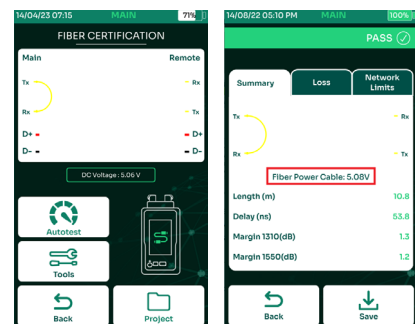 14/04/23 07:15 MAIN 71%
FIBER CERTIFICATION
Main Remote
Tx Rx
Rx Tx
D+ D+
D- D-
DC Voltage : 5.06 V
Autotest
Tools
Back Project
14/08/22 05:10 PM MAIN 100%
PASS
Summary Loss Network Limits
Tx Rx
Rx Tx
Fiber Power Cable: 5.08V
Length (m) 10.8
Delay (ns) 53.8
Margin 1310(dB) 1.3
Margin 1550(dB) 1.2
Back Save